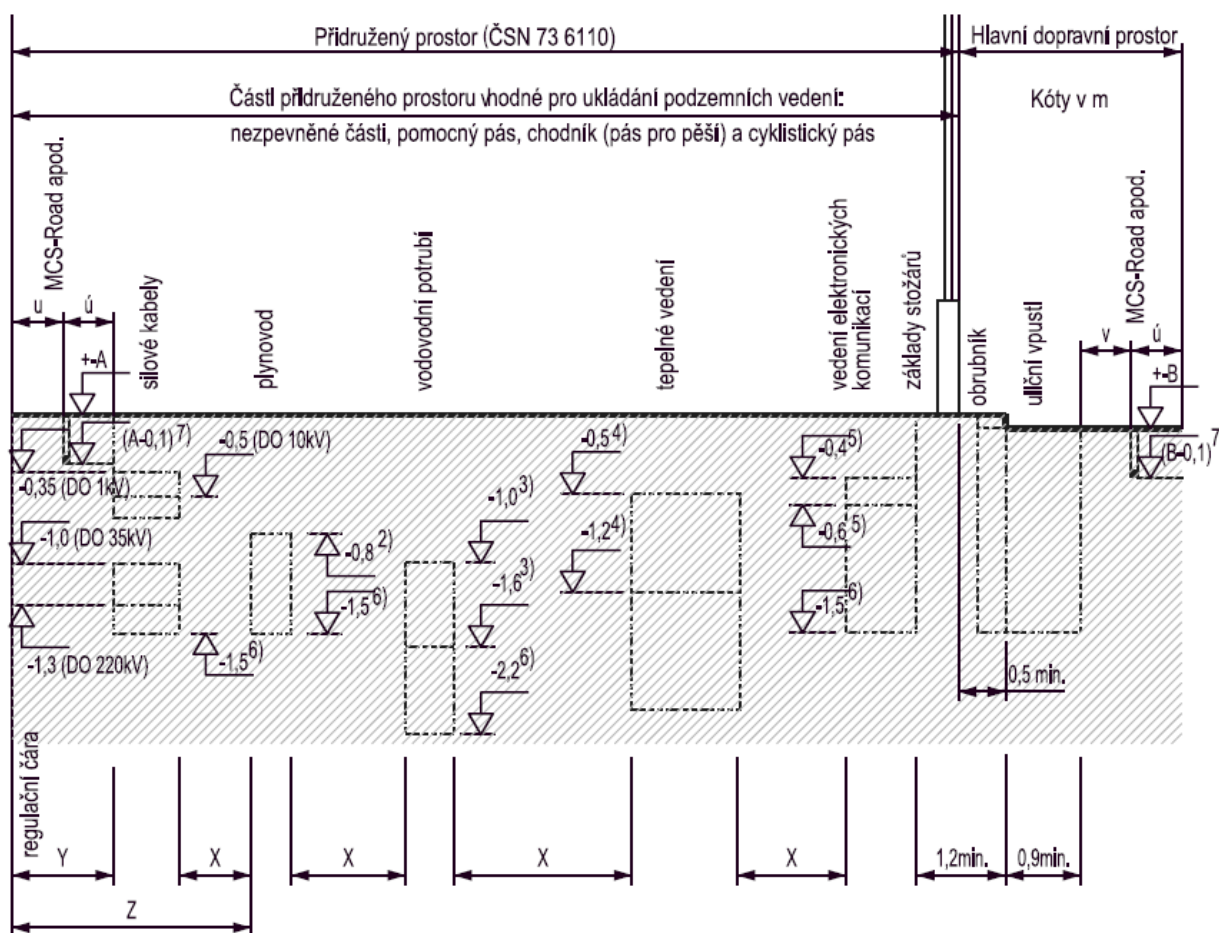 Přidružený prostor (ČSN 73 6110)
Hlavní dopravní prostor
Částí přidruženého prostoru vhodné pro ukládání podzemních vedení:
nezpevněné části, pomocný pás, chodník (pás pro pěší) a cyklistický pás
Kóty v m
MCS-Road apod.
silové kabely
plynovod
vodovodní potrubí
tepelné vedení
vedení elektronických
komunikací
základy stožárů
obrubník
uliční vpustí
MCS-Road apod.
u
ú
v
ú
+-A
+-B
(A-0,1)7)
-0,5 (DO 10kV)
-0,5 4)
-0,4 5)
(B-0,1)7
-0,35 (DO 1kV)
-1,0 3)
-1,0 (DO 35kV)
-0,8 2)
-1,2 4)
-0,6 5)
-1,6 3)
-1,5 6)
-1,5 6)
-1,3 (DO 220kV)
-1,5 6)
-2,2 6)
0,5 min.
regulační čára
Y
X
X
X
X
1,2min.
0,9min.
Z